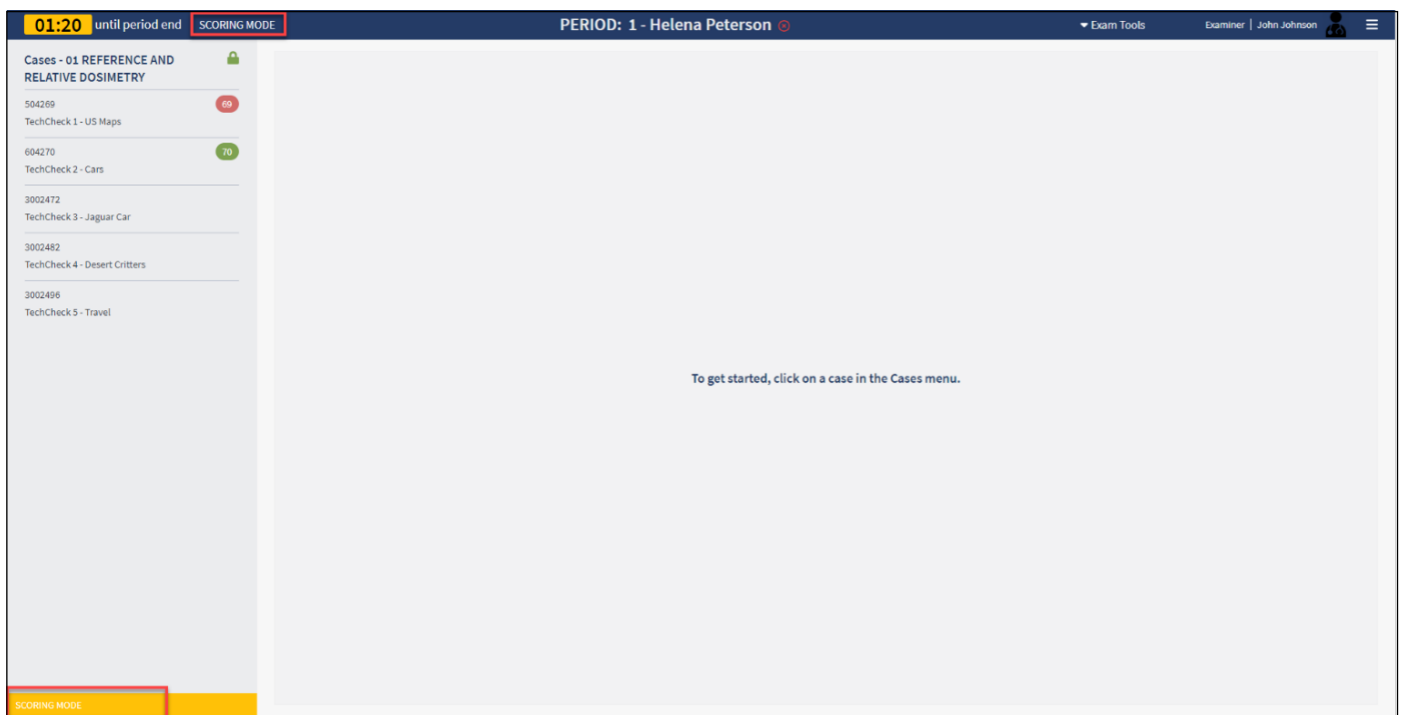 01:20 until period end SCORING MODE PERIOD: 1 - Helena Peterson Exam Tools Examiner | John Johnson
Cases - 01 REFERENCE AND
RELATIVE DOSIMETRY
504269 69
TechCheck 1 - US Maps
604270 70
TechCheck 2 - Cars
3002472
TechCheck 3 - Jaguar Car
3002482
TechCheck 4 - Desert Critters
3002496
TechCheck 5 - Travel
To get started, click on a case in the Cases menu.
SCORING MODE